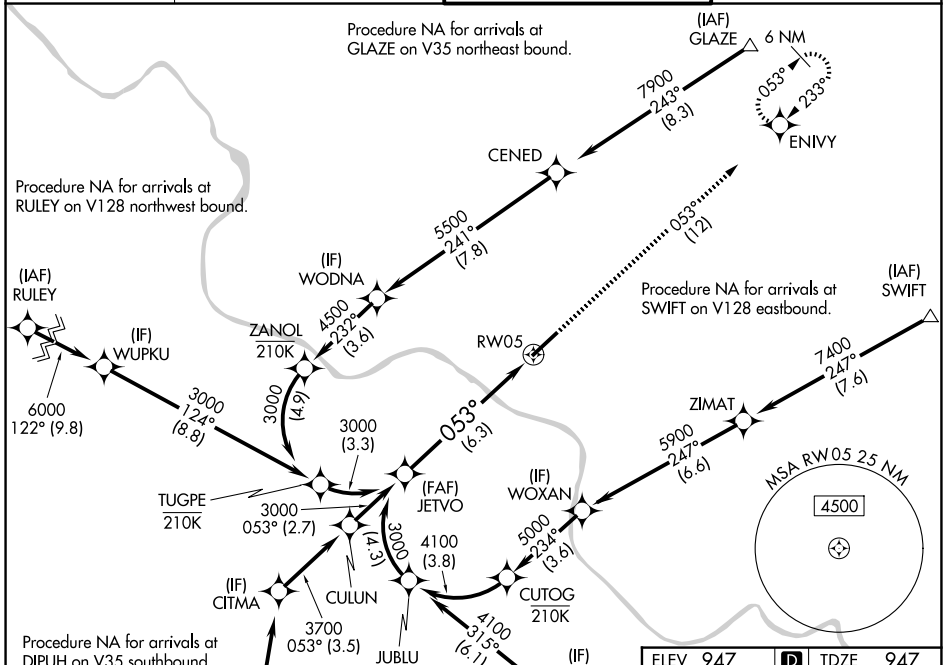 Procedure NA for arrivals at
GLAZE on V35 northeast bound.
(IAF)
GLAZE
6 NM
053°
233°
ENIVY
7900
243°
(8.3)
CENED
Procedure NA for arrivals at
RULEY on V128 northwest bound.
5500
241°
(7.8)
053°
(12)
(IF)
WODNA
(IAF)
RULEY
Procedure NA for arrivals at
SWIFT on V128 eastbound.
(IAF)
SWIFT
4500
232°
(3.6)
ZANOL
210K
RW05
(IF)
WUPKU
7400
247°
(7.6)
6000
122° (9.8)
3000
124°
(8.8)
3000
(4.9)
3000
(3.3)
053°
(6.3)
ZIMAT
5900
247°
(6.6)
MSA RW05 25 NM
4500
TUGPE
210K
(FAF)
JETVO
(IF)
WOXAN
3000
053° (2.7)
3000
(4.3)
4100
(3.8)
5000
234°
(3.6)
(IF)
CITMA
CULUN
CUTOG
210K
3700
053° (3.5)
JUBLU
4100
315°
(6.1)
(IF)
Procedure NA for arrivals at
DIPUH on V35 southbound
ELEV 947
D
TDZE 947